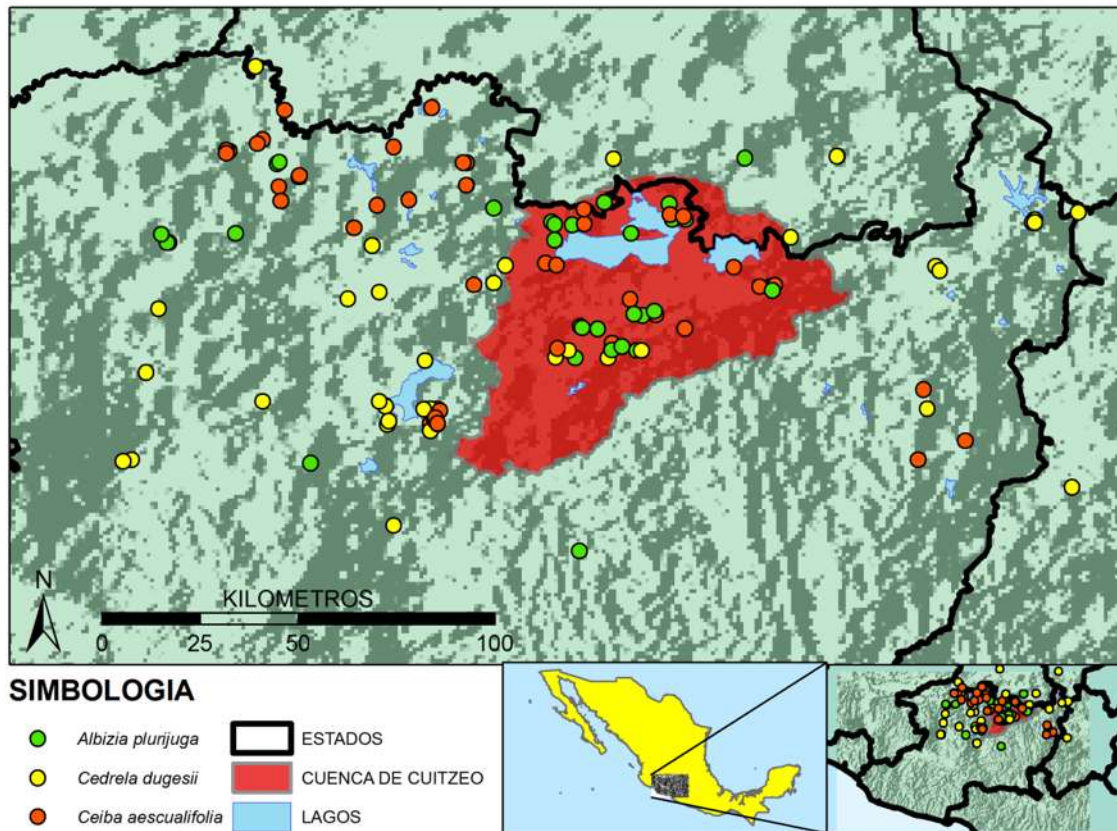 N
KILOMETROS
0 25 50 100
SIMBOLOGIA
Albizia plurijuga
ESTADOS
Cedrela dugesii
CUENCA DE CUITZEO
Ceiba aescualifolia
LAGOS